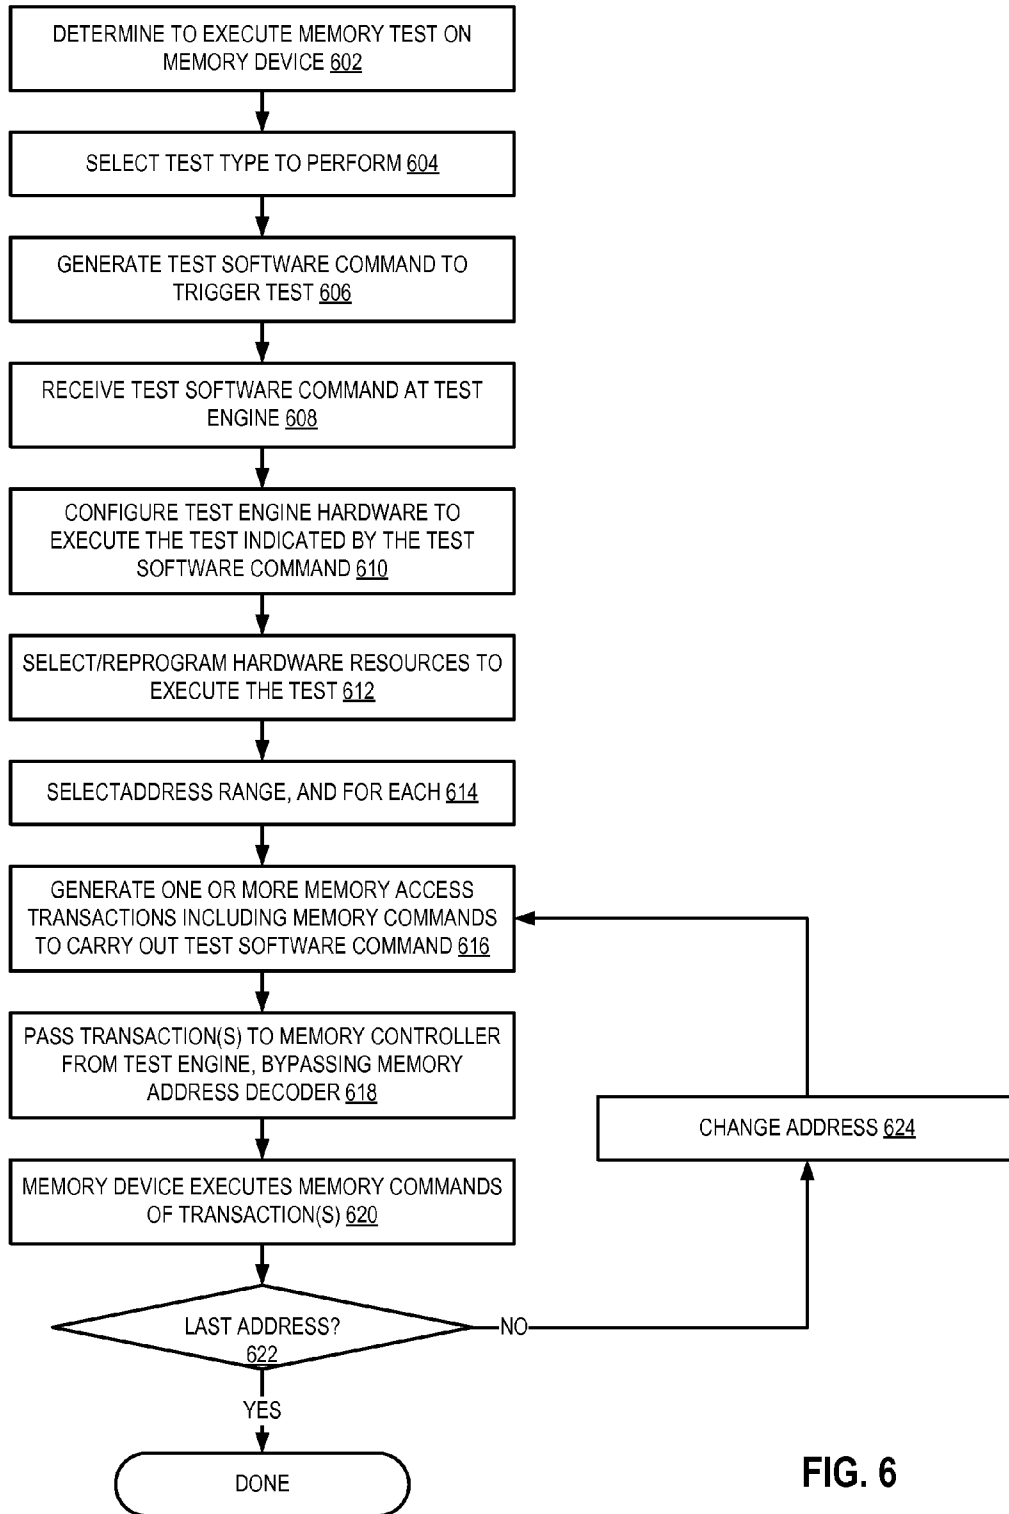 DETERMINE TO EXECUTE MEMORY TEST ON
MEMORY DEVICE 602
SELECT TEST TYPE TO PERFORM 604
GENERATE TEST SOFTWARE COMMAND TO
TRIGGER TEST 606
RECEIVE TEST SOFTWARE COMMAND AT TEST
ENGINE 608
CONFIGURE TEST ENGINE HARDWARE TO
EXECUTE THE TEST INDICATED BY THE TEST
SOFTWARE COMMAND 610
SELECT/REPROGRAM HARDWARE RESOURCES TO
EXECUTE THE TEST 612
SELECTADDRESS RANGE, AND FOR EACH 614
GENERATE ONE OR MORE MEMORY ACCESS
TRANSACTIONS INCLUDING MEMORY COMMANDS
TO CARRY OUT TEST SOFTWARE COMMAND 616
PASS TRANSACTION(S) TO MEMORY CONTROLLER
FROM TEST ENGINE, BYPASSING MEMORY
ADDRESS DECODER 618
CHANGE ADDRESS 624
MEMORY DEVICE EXECUTES MEMORY COMMANDS
OF TRANSACTION(S) 620
LAST ADDRESS?
622
NO
YES
DONE
FIG. 6